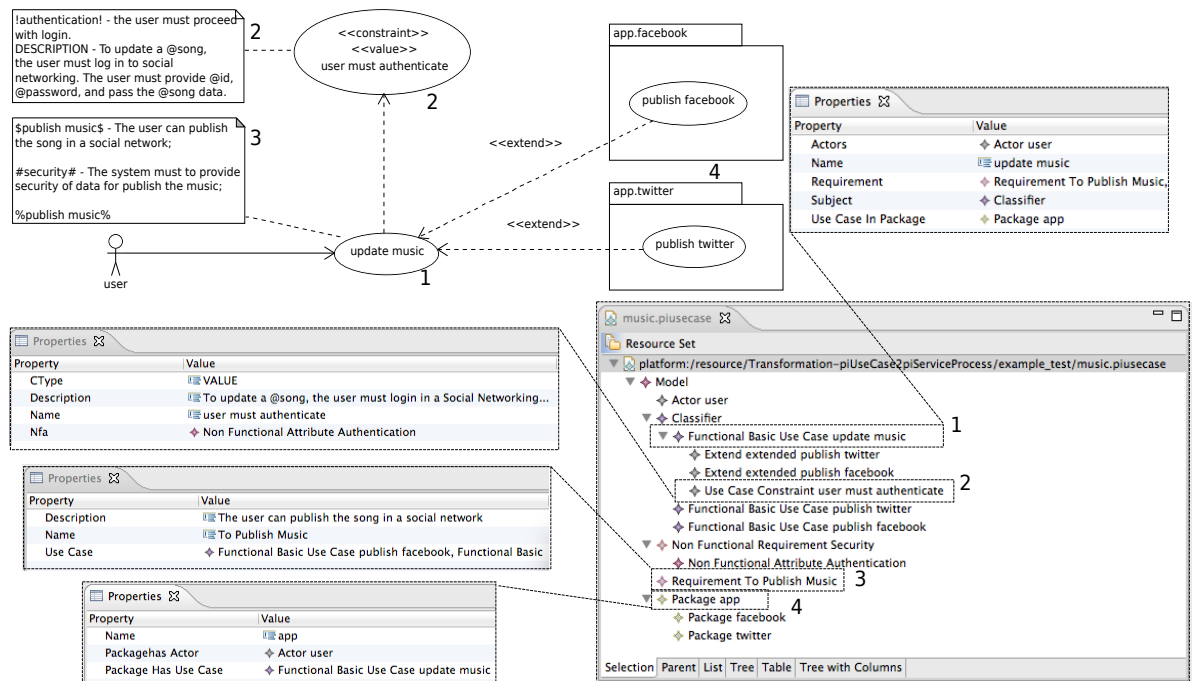 !authentication! - the user must proceed
with login.
DESCRIPTION - To update a @song,
the user must log in to social
networking. The user must provide @id,
@password, and pass the @song data.
2
<<constraint>>
<<value>>
user must authenticate
2
$publish music$ - The user can publish
the song in a social network;
#security# - The system must to provide
security of data for publish the music;
%publish music%
3
user
update music
1
<<extend>>
<<extend>>
app.facebook
publish facebook
4
app.twitter
publish twitter
Properties
Property Value
Actors Actor user
Name update music
Requirement Requirement To Publish Music,
Subject Classifier
Use Case In Package Package app
Properties
Property Value
CType VALUE
Description To update a @song, the user must login in a Social Networking...
Name user must authenticate
Nfa Non Functional Attribute Authentication
Properties
Property Value
Description The user can publish the song in a social network
Name To Publish Music
Use Case Functional Basic Use Case publish facebook, Functional Basic
Properties
Property Value
Name app
Packagehas Actor Actor user
Package Has Use Case Functional Basic Use Case update music
music.piusecase
Resource Set
platform:/resource/Transformation-piUseCase2piServiceProcess/example_test/music.piusecase
Model
Actor user
Classifier
Functional Basic Use Case update music
1
Extend extended publish twitter
Extend extended publish facebook
Use Case Constraint user must authenticate
2
Functional Basic Use Case publish twitter
Functional Basic Use Case publish facebook
Non Functional Requirement Security
Non Functional Attribute Authentication
Requirement To Publish Music
3
Package app
4
Package facebook
Package twitter
Selection Parent List Tree Table Tree with Columns